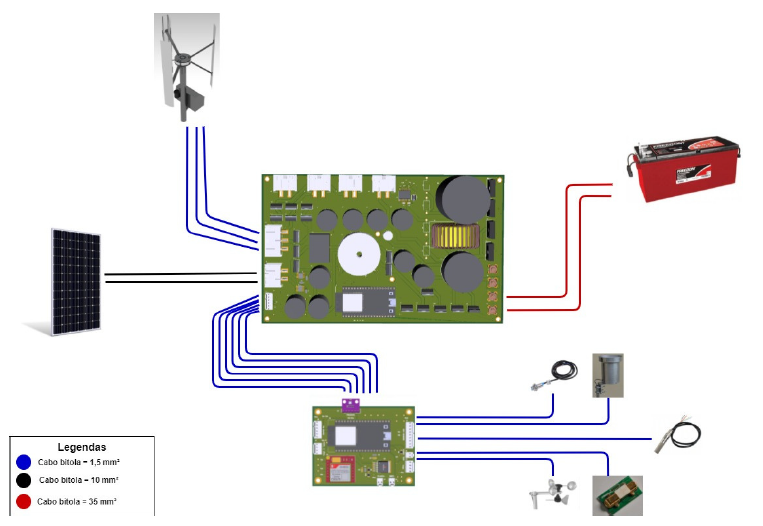 Legendas
Cabo bitola = 1,5 mm²
Cabo bitola = 10 mm²
Cabo bitola = 35 mm²